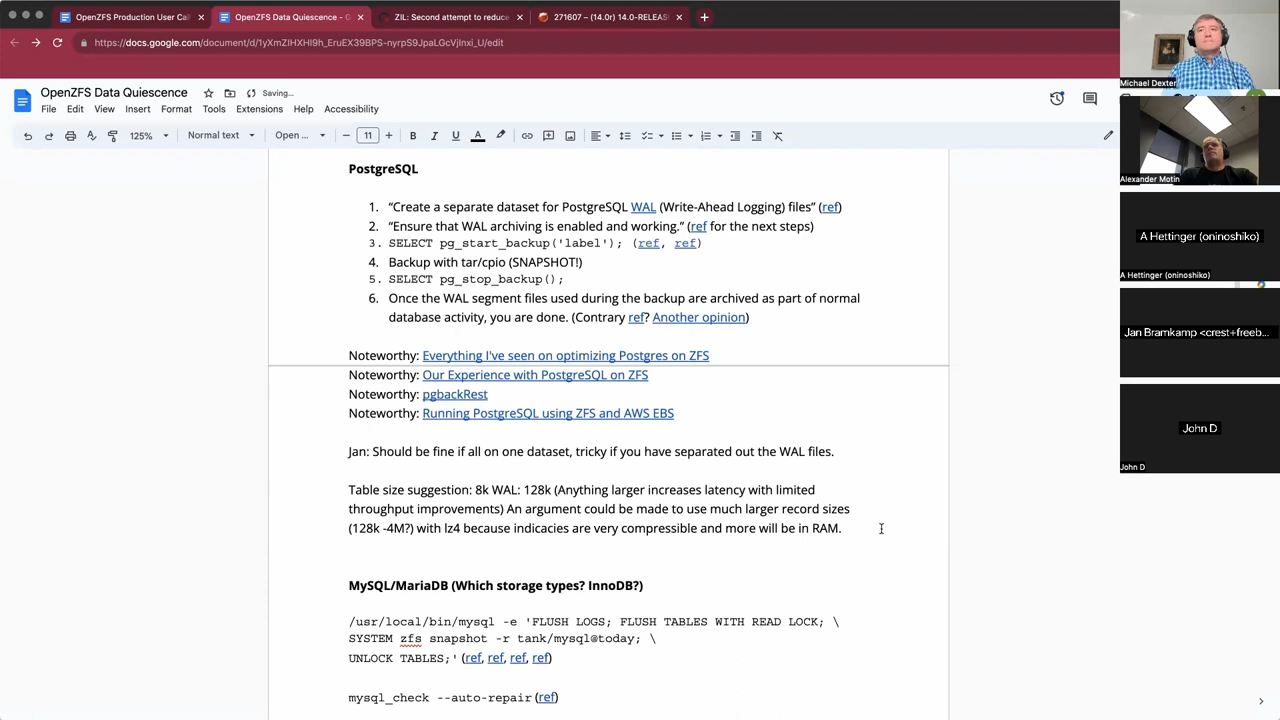 OpenZFS Production User Cal
OpenZFS Data Quiescence - G
ZIL: Second attempt to reduce
271607 – (14.0r) 14.0-RELEAS
https://docs.google.com/document/d/1yXmZIHXHI9h_EruEX39BPS-nyrpS9JpaLGcVjlnxi_U/edit
OpenZFS Data Quiescence
Saving...
File Edit View Insert Format Tools Extensions Help Accessibility
125% Normal text Open ... 11 B I U A
PostgreSQL
1. “Create a separate dataset for PostgreSQL WAL (Write-Ahead Logging) files” (ref)
2. “Ensure that WAL archiving is enabled and working.” (ref for the next steps)
3. SELECT pg_start_backup('label'); (ref, ref)
4. Backup with tar/cpio (SNAPSHOT!)
5. SELECT pg_stop_backup();
6. Once the WAL segment files used during the backup are archived as part of normal
database activity, you are done. (Contrary ref? Another opinion)
Noteworthy: Everything I've seen on optimizing Postgres on ZFS
Noteworthy: Our Experience with PostgreSQL on ZFS
Noteworthy: pgbackRest
Noteworthy: Running PostgreSQL using ZFS and AWS EBS
Jan: Should be fine if all on one dataset, tricky if you have separated out the WAL files.
Table size suggestion: 8k WAL: 128k (Anything larger increases latency with limited
throughput improvements) An argument could be made to use much larger record sizes
(128k -4M?) with lz4 because indicacies are very compressible and more will be in RAM.
MySQL/MariaDB (Which storage types? InnoDB?)
/usr/local/bin/mysql -e 'FLUSH LOGS; FLUSH TABLES WITH READ LOCK; \
SYSTEM zfs snapshot -r tank/mysql@today; \
UNLOCK TABLES;' (ref, ref, ref, ref)
mysql_check --auto-repair (ref)
Michael Dexter
Alexander Motin
A Hettinger (oninoshiko)
A Hettinger (oninoshiko)
Jan Bramkamp <crest+freeb...
John D
John D